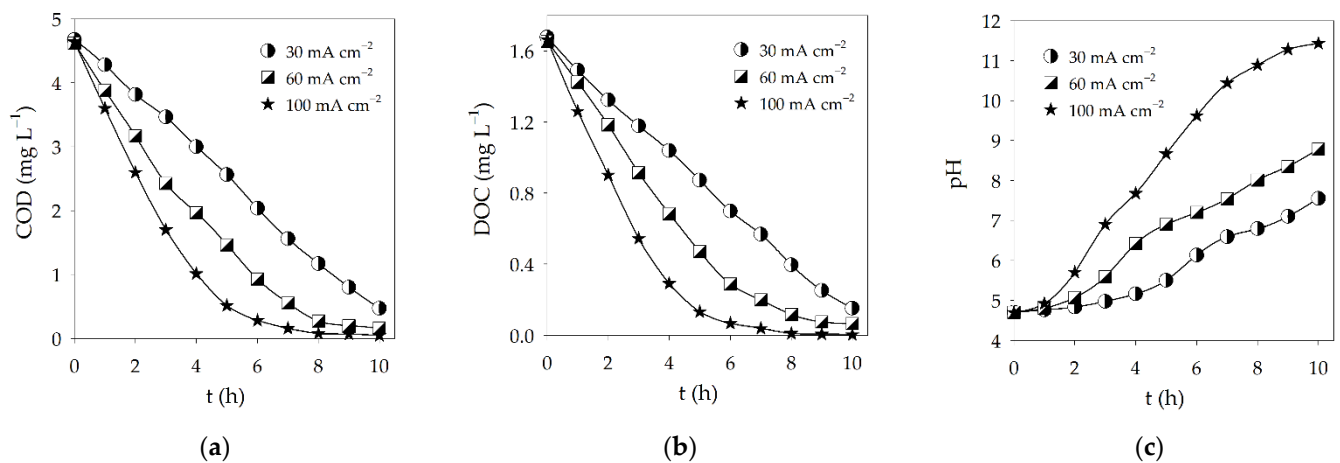 5
4
3
2
1
0
COD (mg L⁻¹)
30 mA cm⁻²
60 mA cm⁻²
100 mA cm⁻²
0 2 4 6 8 10
t (h)
(a)
1.6
1.2
0.8
0.4
0.0
DOC (mg L⁻¹)
30 mA cm⁻²
60 mA cm⁻²
100 mA cm⁻²
0 2 4 6 8 10
t (h)
(b)
12
11
10
9
8
7
6
5
4
pH
30 mA cm⁻²
60 mA cm⁻²
100 mA cm⁻²
0 2 4 6 8 10
t (h)
(c)